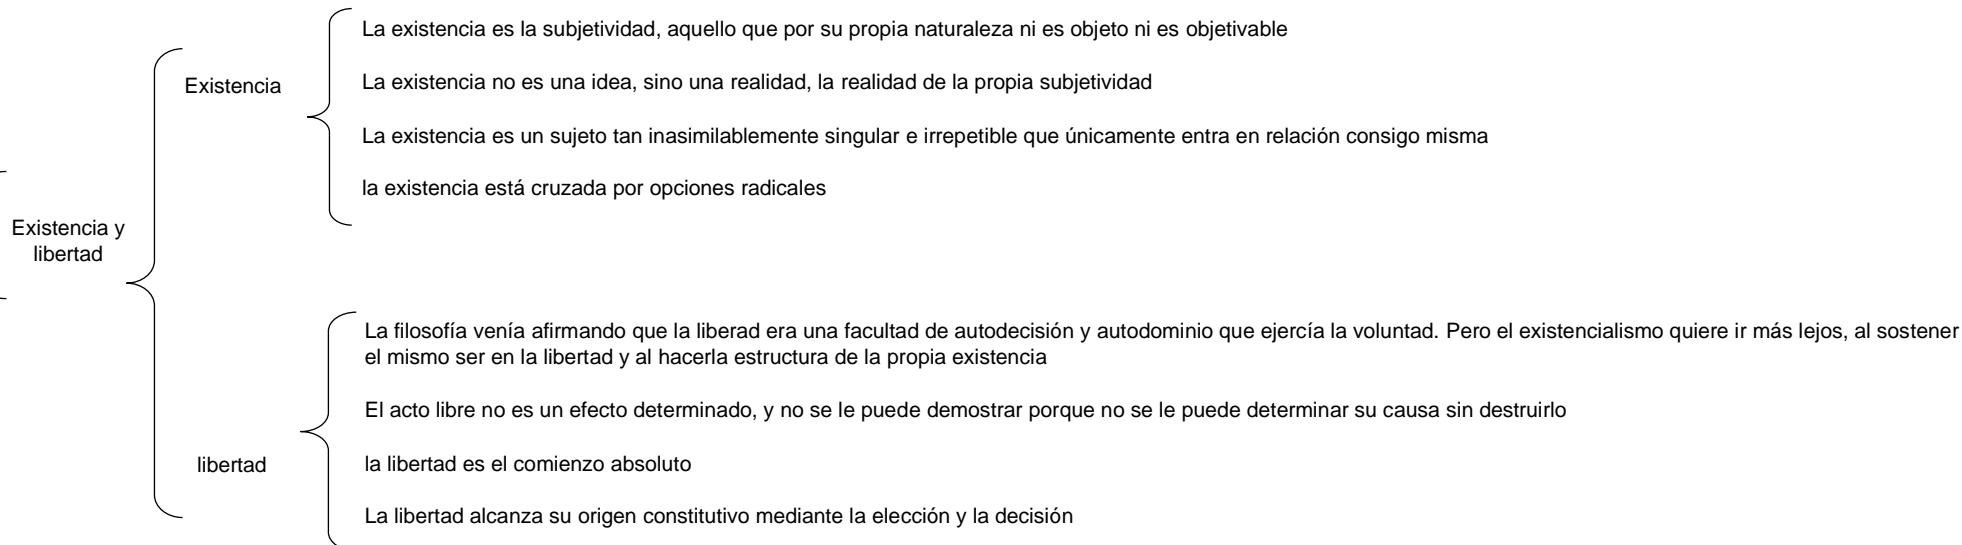 Existencia y
libertad
Existencia
La existencia es la subjetividad, aquello que por su propia naturaleza ni es objeto ni es objetivable
La existencia no es una idea, sino una realidad, la realidad de la propia subjetividad
La existencia es un sujeto tan inasimilablemente singular e irrepetible que únicamente entra en relación consigo misma
la existencia está cruzada por opciones radicales
libertad
La filosofía venía afirmando que la liberad era una facultad de autodecisión y autodominio que ejercía la voluntad. Pero el existencialismo quiere ir más lejos, al sostener
el mismo ser en la libertad y al hacerla estructura de la propia existencia
El acto libre no es un efecto determinado, y no se le puede demostrar porque no se le puede determinar su causa sin destruirlo
la libertad es el comienzo absoluto
La libertad alcanza su origen constitutivo mediante la elección y la decisión